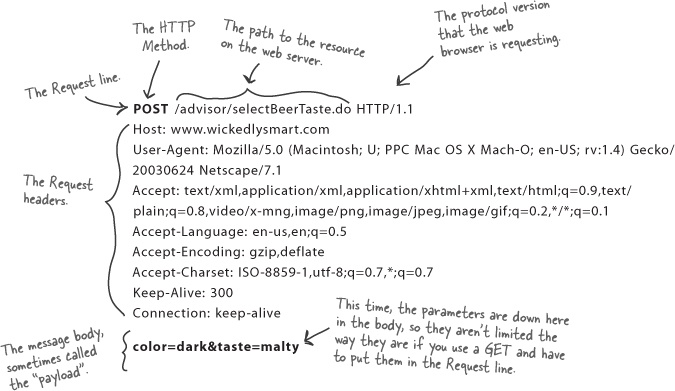 The HTTP
Method.
The path to the resource
on the web server.
The protocol version
that the web
browser is requesting.
The Request line.
POST /advisor/selectBeerTaste.do HTTP/1.1
Host: www.wickedlysmart.com
User-Agent: Mozilla/5.0 (Macintosh; U; PPC Mac OS X Mach-O; en-US; rv:1.4) Gecko/
20030624 Netscape/7.1
Accept: text/xml,application/xml,application/xhtml+xml,text/html;q=0.9,text/
plain;q=0.8,video/x-mng,image/png,image/jpeg,image/gif;q=0.2,*/*;q=0.1
Accept-Language: en-us,en;q=0.5
Accept-Encoding: gzip,deflate
Accept-Charset: ISO-8859-1,utf-8;q=0.7,*;q=0.7
Keep-Alive: 300
Connection: keep-alive
The Request
headers.
color=dark&taste=malty
The message body,
sometimes called
the "payload".
This time, the parameters are down here
in the body, so they aren't limited the
way they are if you use a GET and have
to put them in the Request line.